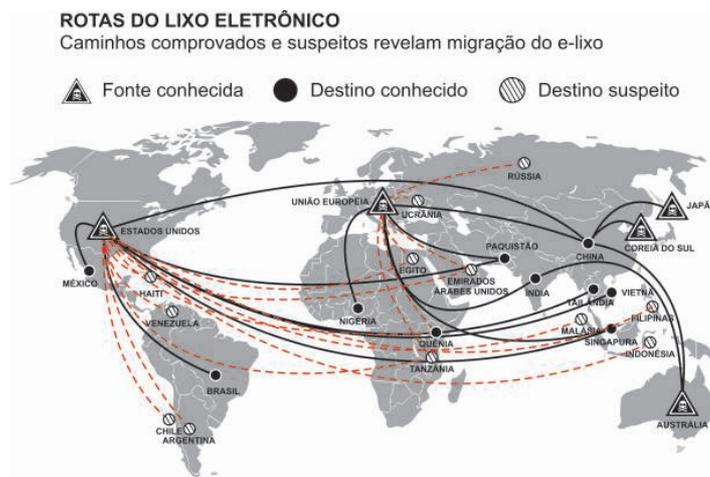 ROTAS DO LIXO ELETRÔNICO
Caminhos comprovados e suspeitos revelam migração do e-lixo
Fonte conhecida
Destino conhecido
Destino suspeito
RÚSSIA
UNIÃO EUROPEIA
UCRÂNIA
JAPÃ
ESTADOS UNIDOS
COREIA DO SUL
PAQUISTÃO
CHINA
EGITO
EMIRADOS
ÁRABES UNIDOS
MÉXICO
HAITI
ÍNDIA
TAILÂNDIA
VIETNÃ
VENEZUELA
NIGÉRIA
FILIPINAS
MALÁSIA
QUÊNIA
SINGAPURA
INDONÉSIA
TANZÂNIA
BRASIL
CHILE
ARGENTINA
AUSTRÁLIA